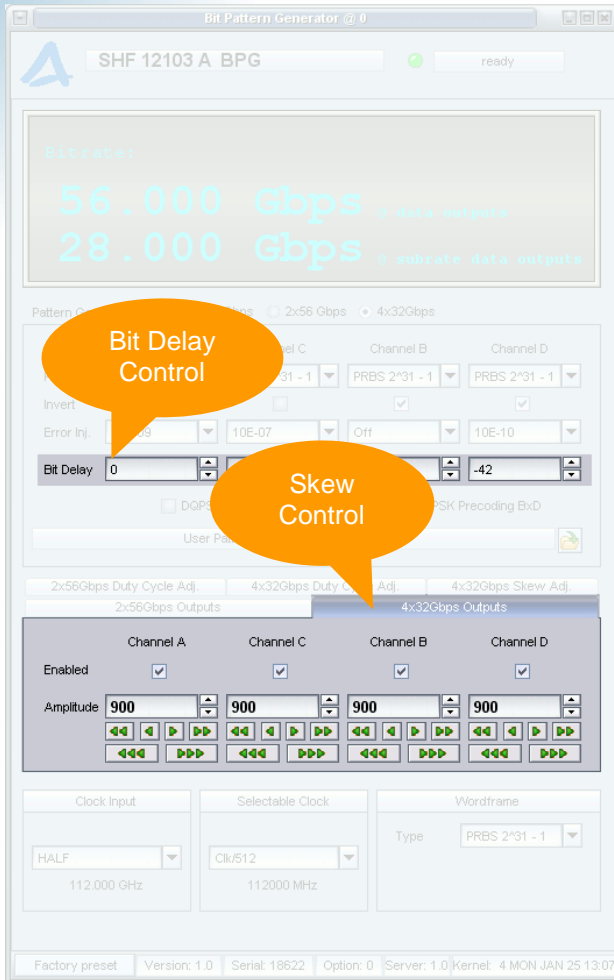 Bit Pattern Generator @ 0
SHF 12103 A BPG
ready
Bitrate:
56.000 Gbps @ data outputs
28.000 Gbps @ subrate data outputs
2x56 Gbps 4x32Gbps
Bit Delay
Control
Channel B Channel D
31 - 1 PRBS 2^31 - 1 PRBS 2^31 - 1
Invert
Error Inj. 10E-07 Off 10E-10
Bit Delay 0 -42
Skew
Control
Precoding BxD
2x56Gbps Duty Cycle Adj. 4x32Gbps Duty Adj. 4x32Gbps Skew Adj.
2x56Gbps Outputs 4x32Gbps Outputs
Channel A Channel C Channel B Channel D
Enabled
Amplitude 900 900 900 900
Clock Input Selectable Clock Wordframe
Type PRBS 2^31 - 1
HALF Clk/512
112.000 GHz 112000 MHz
Factory preset Version: 1.0 Serial: 18622 Option: 0 Server: 1.0 Kernel: 4 MON JAN 25 13:07